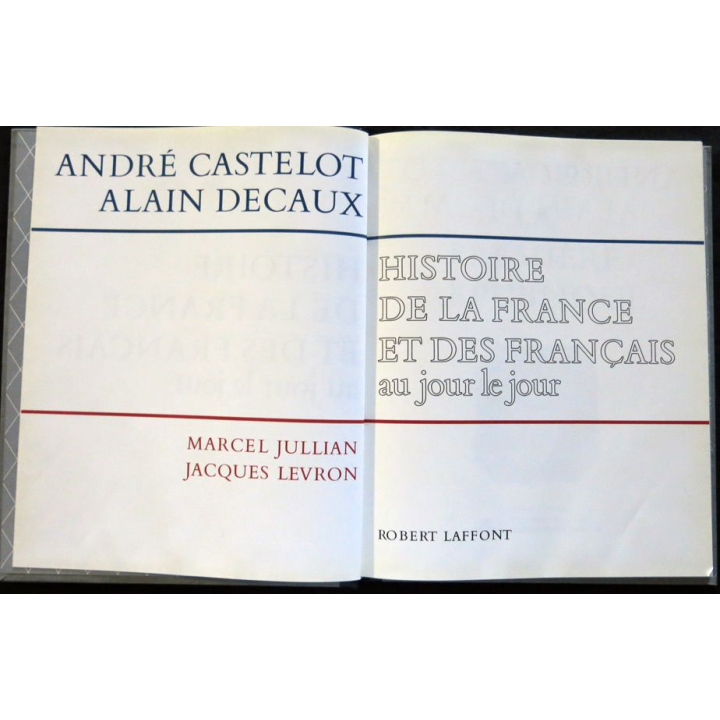 ANDRÉ CASTELOT
ALAIN DECAUX
MARCEL JULLIAN
JACQUES LEVRON
HISTOIRE
DE LA FRANCE
ET DES FRANÇAIS
au jour le jour
ROBERT LAFFONT